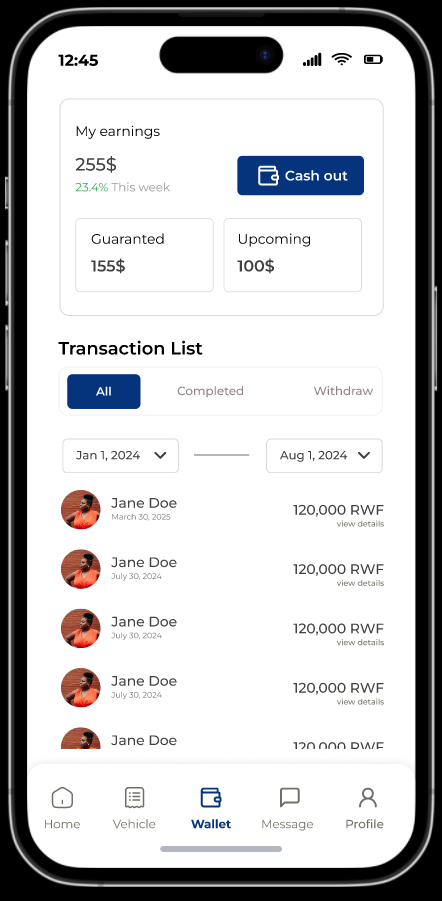 12:45
My earnings
255$
23.4% This week
Cash out
Guaranted
155$
Upcoming
100$
Transaction List
All Completed Withdraw
Jan 1, 2024
Aug 1, 2024
Jane Doe
March 30, 2025
120,000 RWF
view details
Jane Doe
July 30, 2024
120,000 RWF
view details
Jane Doe
July 30, 2024
120,000 RWF
view details
Jane Doe
July 30, 2024
120,000 RWF
view details
Jane Doe
120,000 RWF
Home Vehicle Wallet Message Profile